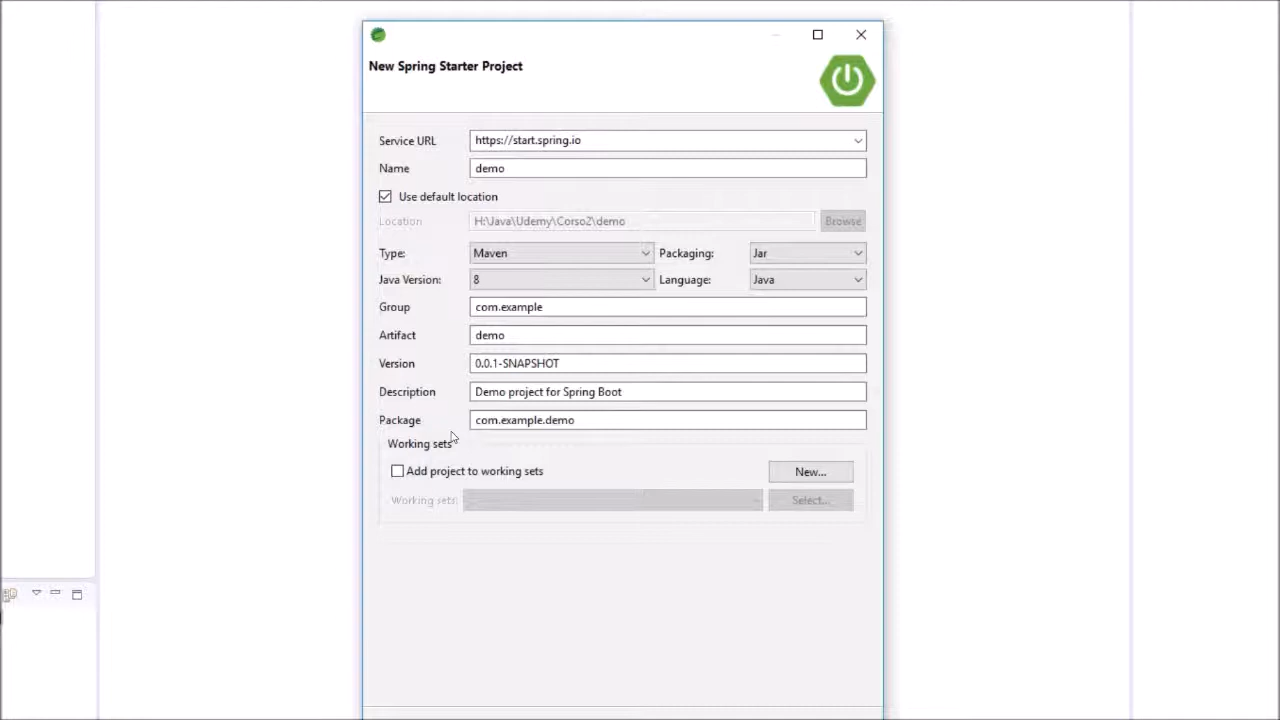 New Spring Starter Project
Service URL https://start.spring.io
Name demo
Use default location
Location H:\Java\Udemy\Corso2\demo Browse
Type: Maven Packaging: Jar
Java Version: 8 Language: Java
Group com.example
Artifact demo
Version 0.0.1-SNAPSHOT
Description Demo project for Spring Boot
Package com.example.demo
Working sets
Add project to working sets New...
Working sets: Select...